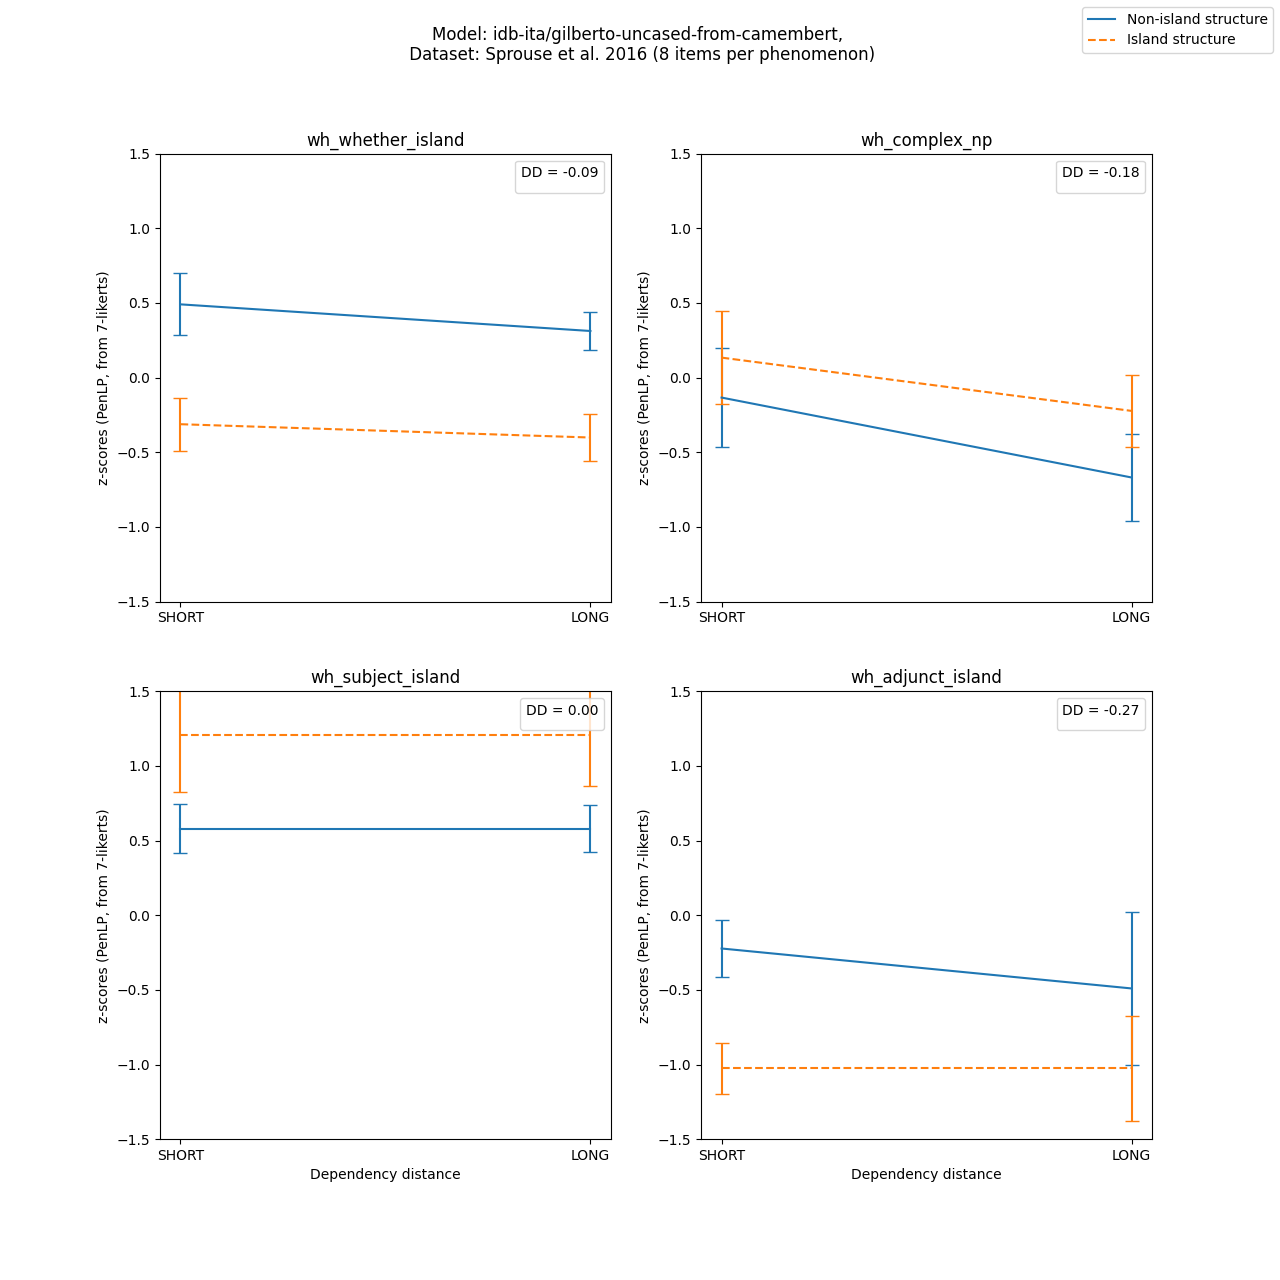 Model: idb-ita/gilberto-uncased-from-camembert,
Dataset: Sprouse et al. 2016 (8 items per phenomenon)
Non-island structure
Island structure
wh_whether_island
DD = -0.09
1.5
1.0
0.5
0.0
−0.5
−1.0
−1.5
z-scores (PenLP, from 7-likerts)
SHORT
LONG
wh_complex_np
DD = -0.18
1.5
1.0
0.5
0.0
−0.5
−1.0
−1.5
z-scores (PenLP, from 7-likerts)
SHORT
LONG
wh_subject_island
DD = 0.00
1.5
1.0
0.5
0.0
−0.5
−1.0
−1.5
z-scores (PenLP, from 7-likerts)
SHORT
LONG
Dependency distance
wh_adjunct_island
DD = -0.27
1.5
1.0
0.5
0.0
−0.5
−1.0
−1.5
z-scores (PenLP, from 7-likerts)
SHORT
LONG
Dependency distance